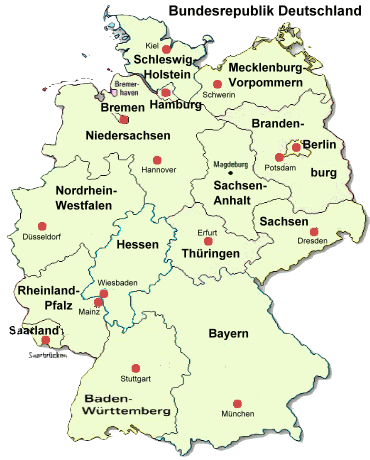 Bundesrepublik Deutschland
Kiel
Schleswig-
Holstein
Mecklenburg-
Vorpommern
Bremer-
haven
Hamburg
Schwerin
Bremen
Niedersachsen
Branden-
burg
Berlin
Potsdam
Hannover
Magdeburg
Sachsen-
Anhalt
Nordrhein-
Westfalen
Düsseldorf
Hessen
Erfurt
Thüringen
Sachsen
Dresden
Rheinland-
Pfalz
Wiesbaden
Mainz
Saarland
Saarbrücken
Bayern
Stuttgart
Baden-
Württemberg
München